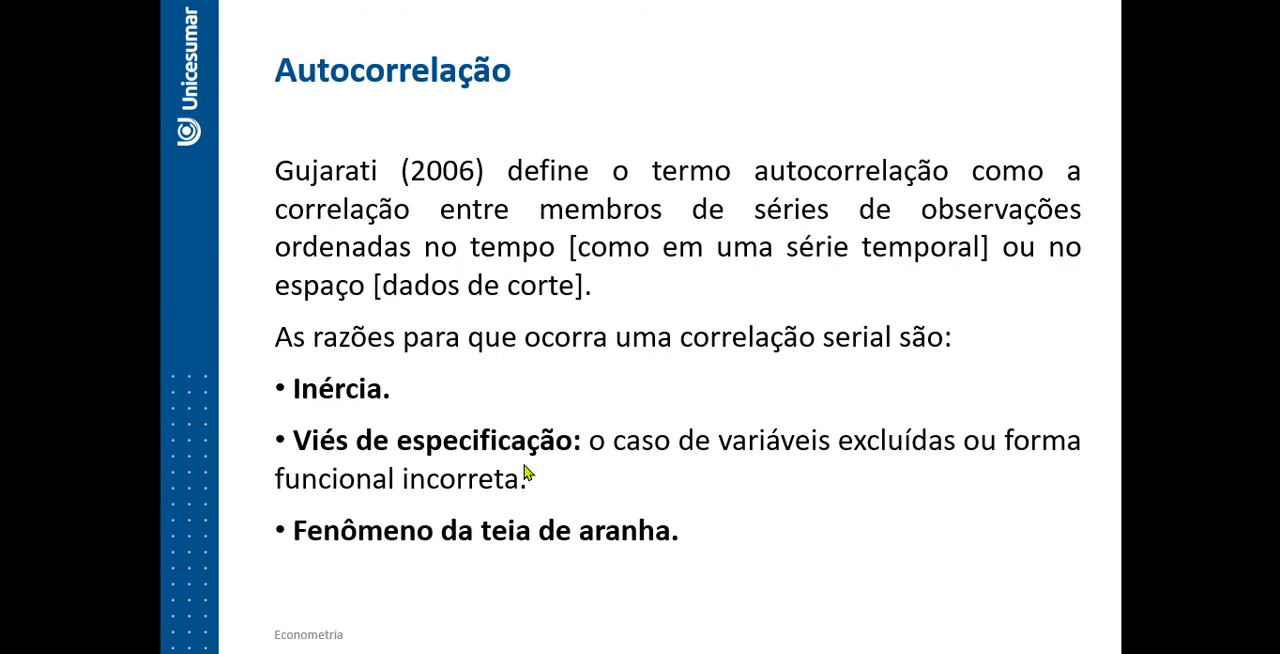 Unicesumar
Autocorrelação
Gujarati (2006) define o termo autocorrelação como a
correlação entre membros de séries de observações
ordenadas no tempo [como em uma série temporal] ou no
espaço [dados de corte].
As razões para que ocorra uma correlação serial são:
• Inércia.
• Viés de especificação: o caso de variáveis excluídas ou forma
funcional incorreta.
• Fenômeno da teia de aranha.
Econometria